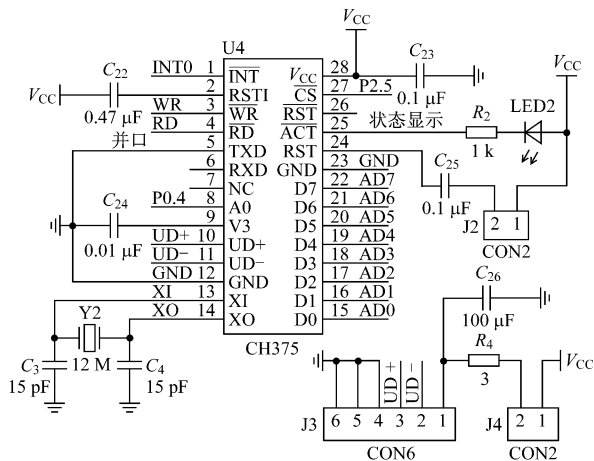 VCC
U4
C23
VCC
INT0 1 INT VCC 28
C22
VCC 2 RSTI CS 27 P2.5
0.47 μF
0.1 μF
WR 3 WR RST 26
LED2
RD 4 RD ACT 25 状态显示 R2
并口 5 TXD RST 24 1 k
6 RXD GND 23 GND C25
7 NC D7 22 AD7
P0.4 8 A0 D6 21 AD6 0.1 μF
C24 9 V3 D5 20 AD5 2 1
J2
0.01 μF
CON2
UD+ 10 UD+ D4 19 AD4
UD− 11 UD− D3 18 AD3
GND 12 GND D2 17 AD2
XI 13 XI D1 16 AD1
C26
XO 14 XO D0 15 AD0
100 μF
Y2
CH375
R4
C3 12 M C4
15 pF 15 pF
3
VCC
UD+ UD−
J3 6 5 4 3 2 1
J4 2 1
CON6
CON2